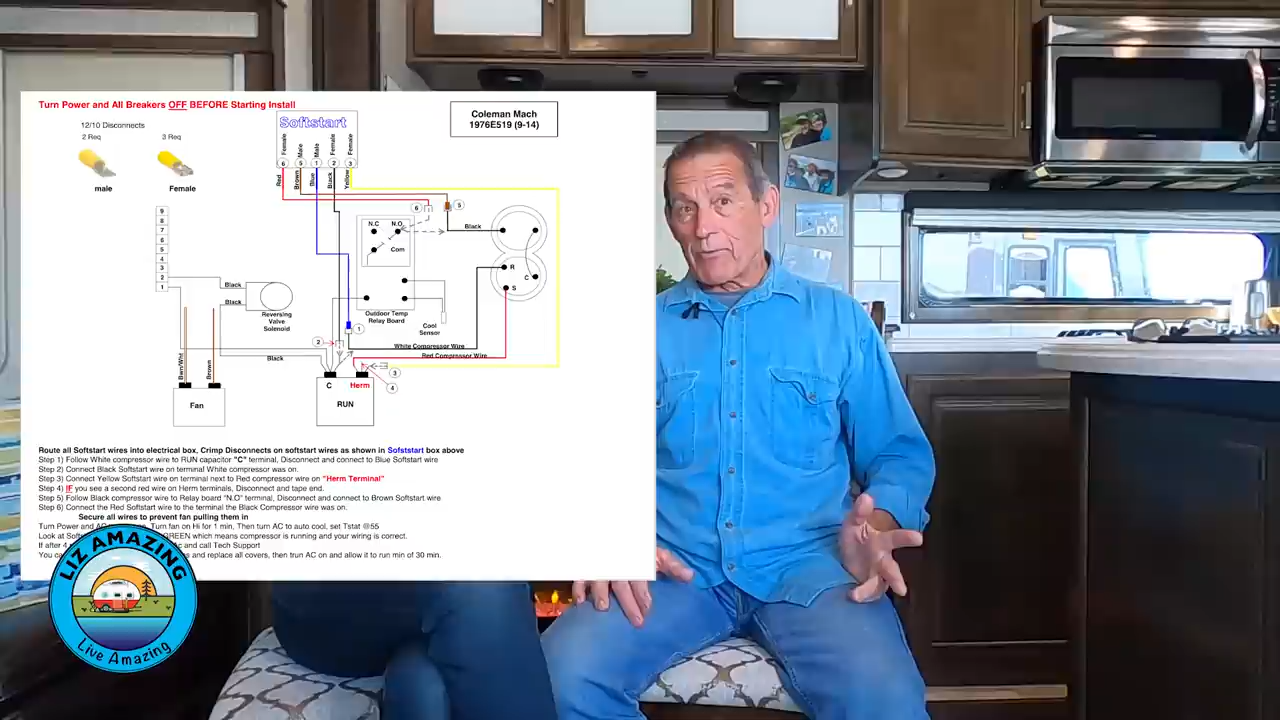 Turn Power and All Breakers OFF BEFORE Starting Install
Coleman Mach
1976E519 (9-14)
Softstart
12/10 Disconnects
2 Req
3 Req
male
Female
Female
Male
Male
Female
Female
6
5
1
2
3
Red
Brown
Blue
Black
Yellow
9
8
7
6
5
4
3
2
1
6
5
N.C
N.O
Com
Black
R
C
S
Black
Black
Reversing
Valve
Solenoid
Outdoor Temp
Relay Board
Cool
Sensor
1
2
White Compressor Wire
Red Compressor Wire
Black
Brn/Wht
Brown
3
4
C
Herm
RUN
Fan
Route all Softstart wires into electrical box, Crimp Disconnects on softstart wires as shown in Sofststart box above
Step 1) Follow White compressor wire to RUN capacitor "C" terminal, Disconnect and connect to Blue Softstart wire
Step 2) Connect Black Softstart wire on terminal White compressor was on.
Step 3) Connect Yellow Softstart wire on terminal next to Red compressor wire on "Herm Terminal"
Step 4) IF you see a second red wire on Herm terminals, Disconnect and tape end.
Step 5) Follow Black compressor wire to Relay board "N.O" terminal, Disconnect and connect to Brown Softstart wire
Step 6) Connect the Red Softstart wire to the terminal the Black Compressor wire was on.
Secure all wires to prevent fan pulling them in
Turn Power and Turn fan on Hi for 1 min, Then turn AC to auto cool, set Tstat @55
Look at GREEN which means compressor is running and your wiring is correct.
If after 4 and call Tech Support
You and replace all covers, then trun AC on and allow it to run min of 30 min.
LIZ AMAZING
Live Amazing